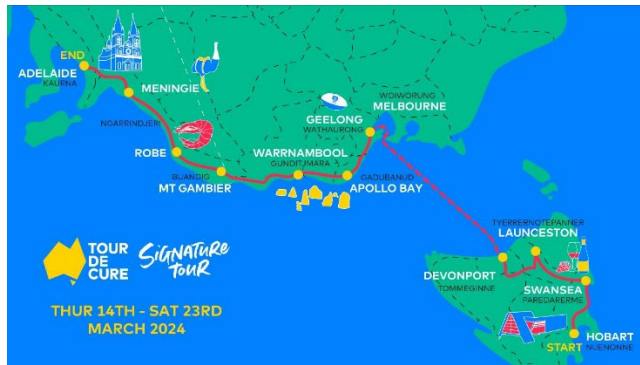 END
ADELAIDE
KAURNA
MENINGIE
NGARRINDJERI
ROBE
BUANDIG
MT GAMBIER
WARRNAMBOOL
GUNDITJMARA
GEELONG
WATHAURONG
WOIWORUNG
MELBOURNE
GADUBANUD
APOLLO BAY
TYERRERNOTEPANNER
LAUNCESTON
DEVONPORT
TOMMEGINNE
SWANSEA
PAREDARERME
START
HOBART
NUENONNE
TOUR
DE
CURE
SiGNATURe
TOUR
THUR 14TH - SAT 23RD
MARCH 2024